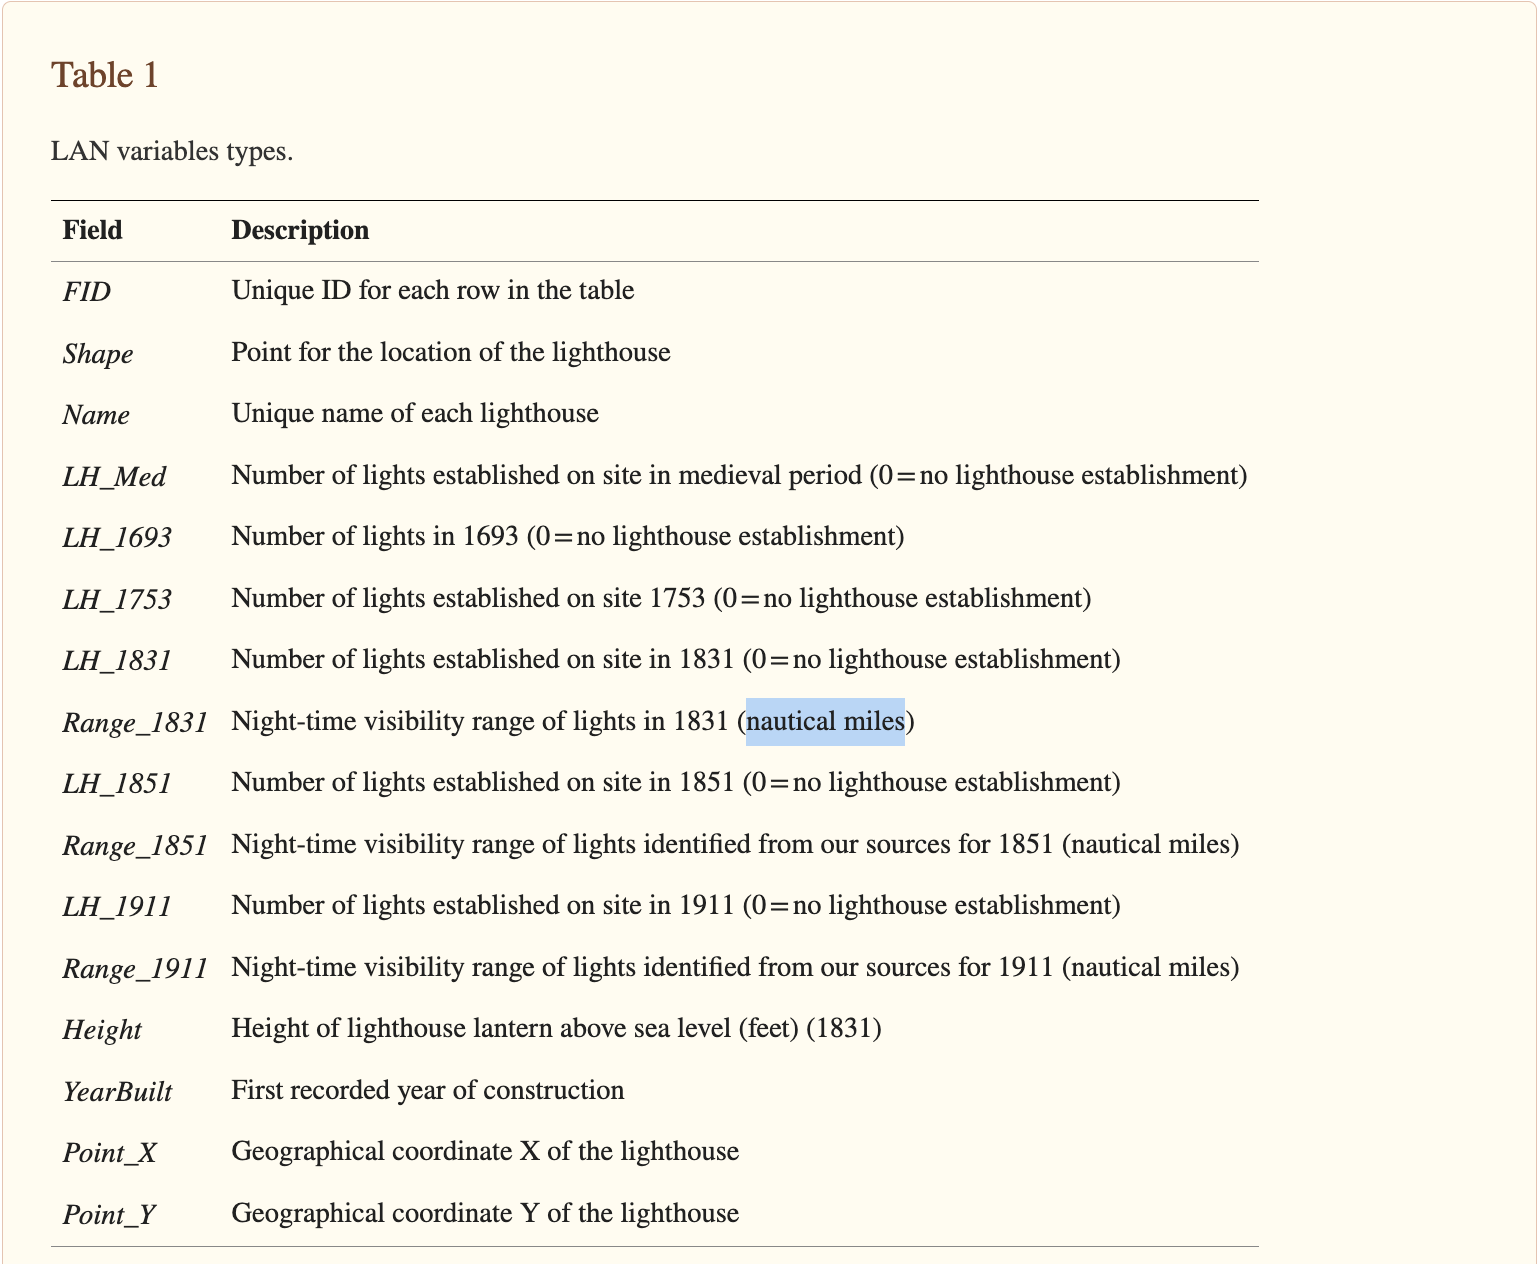 Table 1
LAN variables types.
Field Description
FID Unique ID for each row in the table
Shape Point for the location of the lighthouse
Name Unique name of each lighthouse
LH_Med Number of lights established on site in medieval period (0=no lighthouse establishment)
LH_1693 Number of lights in 1693 (0=no lighthouse establishment)
LH_1753 Number of lights established on site 1753 (0=no lighthouse establishment)
LH_1831 Number of lights established on site in 1831 (0=no lighthouse establishment)
Range_1831 Night-time visibility range of lights in 1831 (nautical miles)
LH_1851 Number of lights established on site in 1851 (0=no lighthouse establishment)
Range_1851 Night-time visibility range of lights identified from our sources for 1851 (nautical miles)
LH_1911 Number of lights established on site in 1911 (0=no lighthouse establishment)
Range_1911 Night-time visibility range of lights identified from our sources for 1911 (nautical miles)
Height Height of lighthouse lantern above sea level (feet) (1831)
YearBuilt First recorded year of construction
Point_X Geographical coordinate X of the lighthouse
Point_Y Geographical coordinate Y of the lighthouse